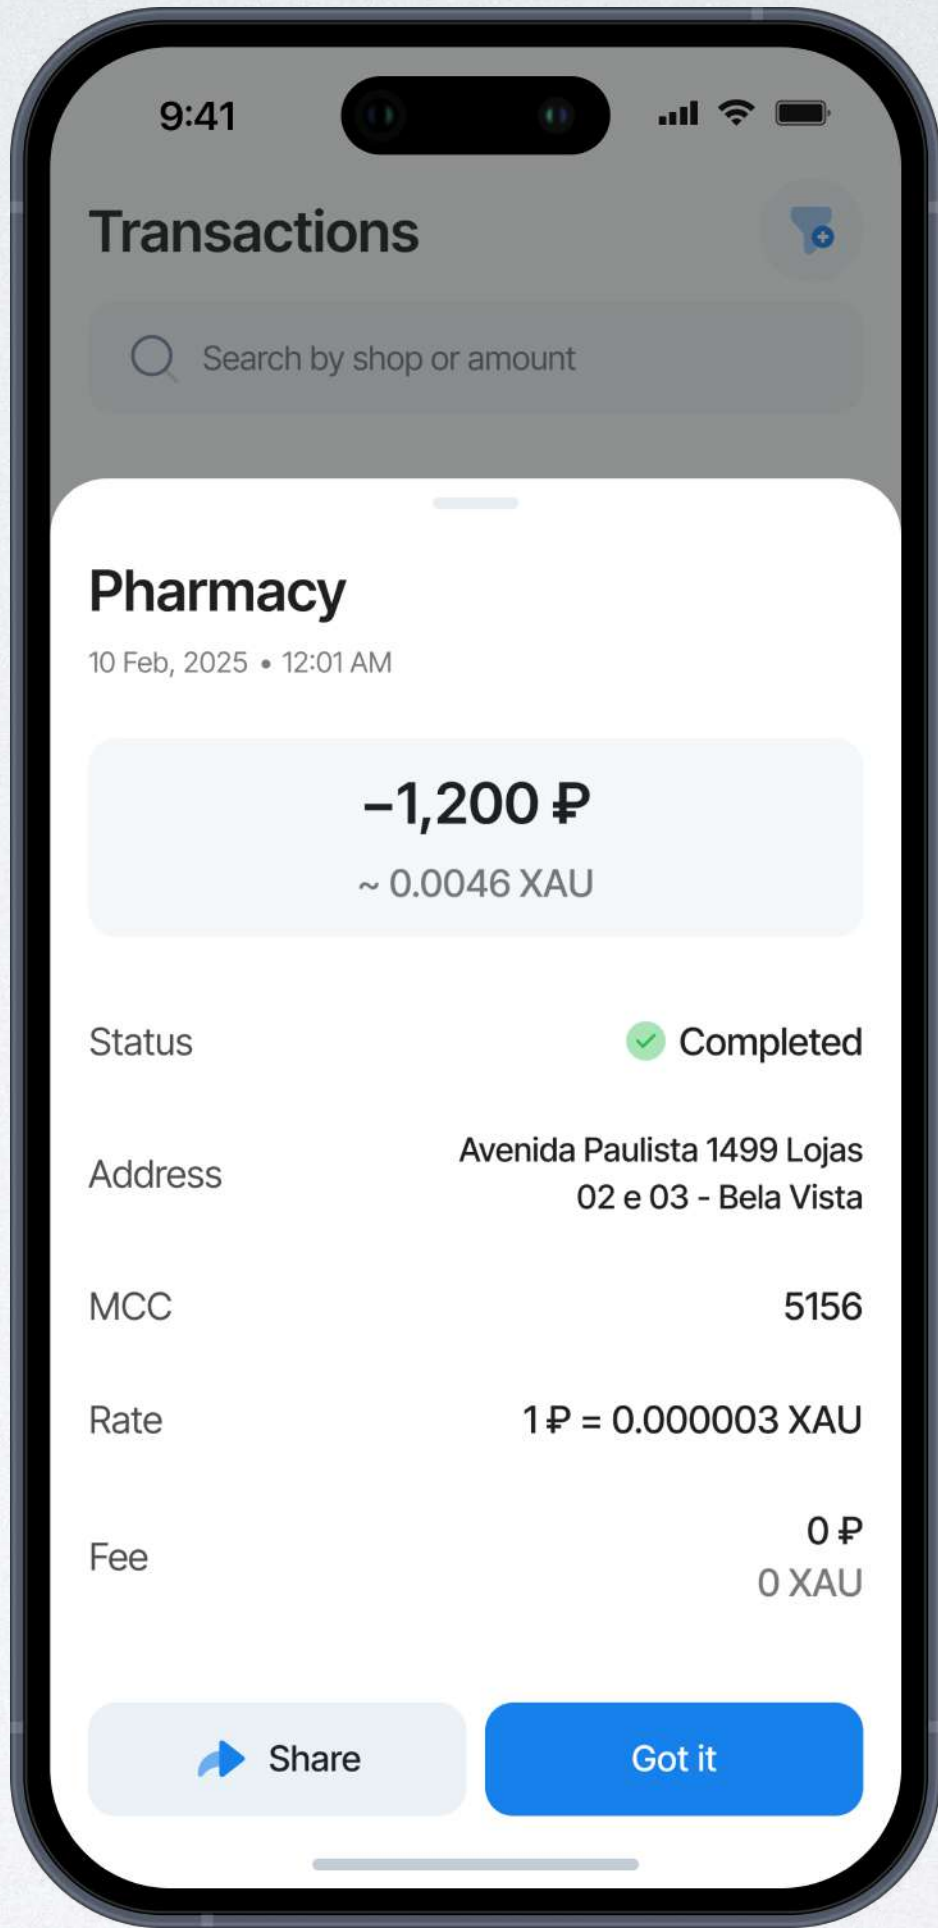 9:41
Transactions
Search by shop or amount
Pharmacy
10 Feb, 2025 • 12:01 AM
−1,200 ₽
~ 0.0046 XAU
Status
Completed
Address
Avenida Paulista 1499 Lojas
02 e 03 - Bela Vista
MCC
5156
Rate
1 ₽ = 0.000003 XAU
Fee
0 ₽
0 XAU
Share
Got it